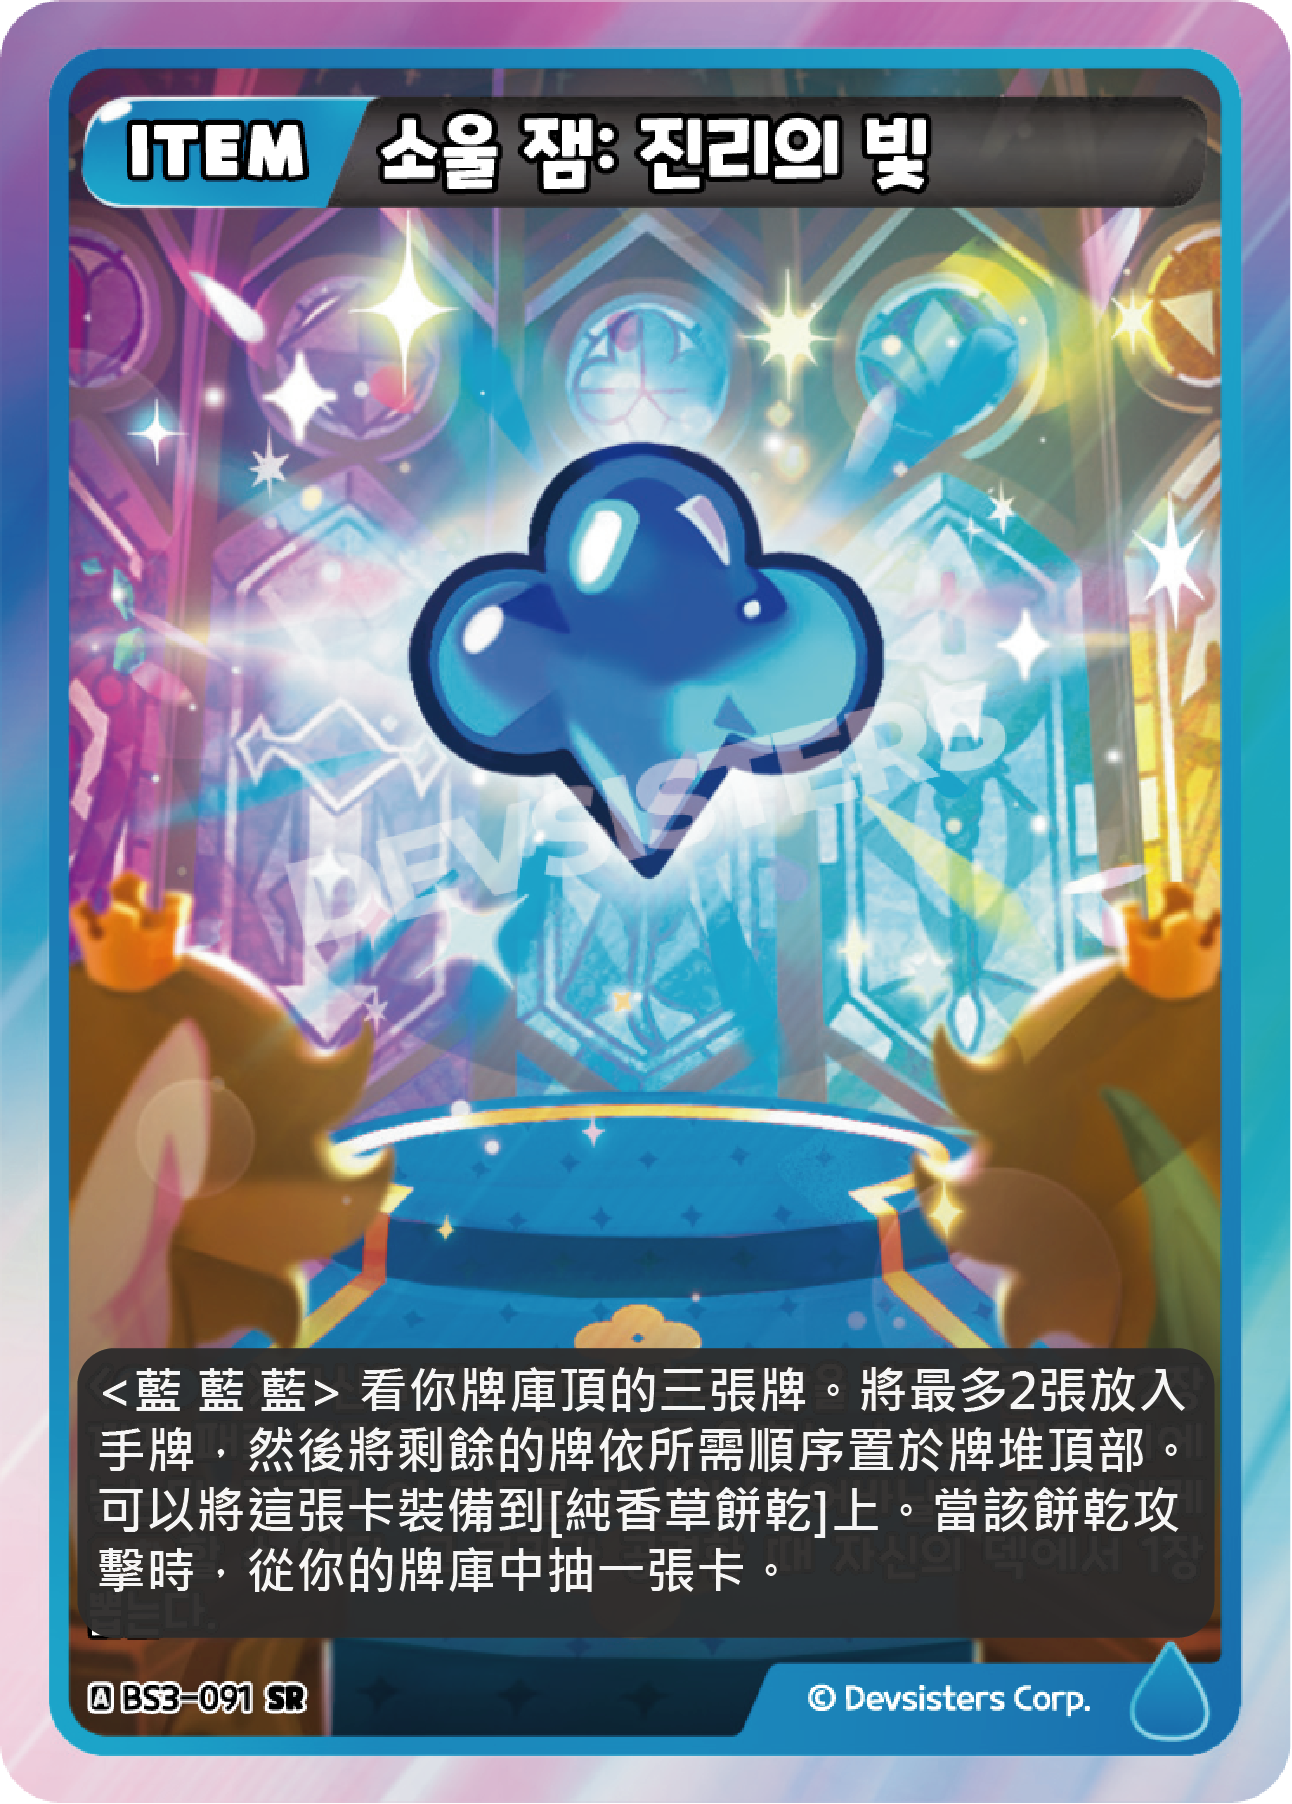 ITEM 소울 잼: 진리의 빛
DEVSISTERS
<藍 藍 藍> 看你牌庫頂的三張牌。將最多2張放入
手牌，然後將剩餘的牌依所需順序置於牌堆頂部。
可以將這張卡裝備到[純香草餅乾]上。當該餅乾攻
擊時，從你的牌庫中抽一張卡。
A BS3-091 SR
© Devsisters Corp.